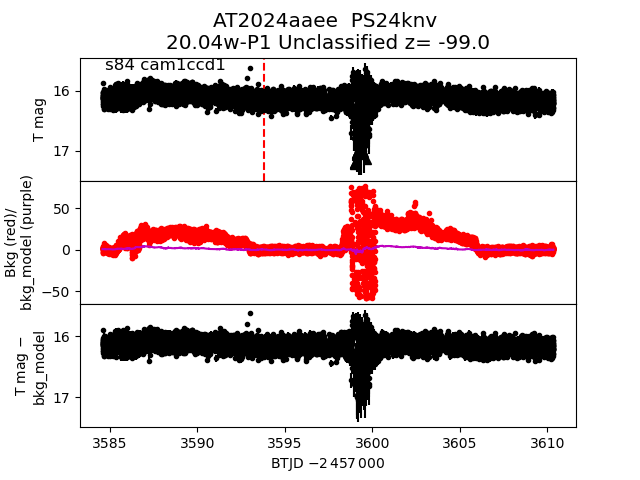 AT2024aaee PS24knv
20.04w-P1 Unclassified z= -99.0
s84 cam1ccd1
T mag
16
17
Bkg (red)/
bkg_model (purple)
50
0
−50
T mag −
bkg_model
16
17
3585 3590 3595 3600 3605 3610
BTJD −2 457 000